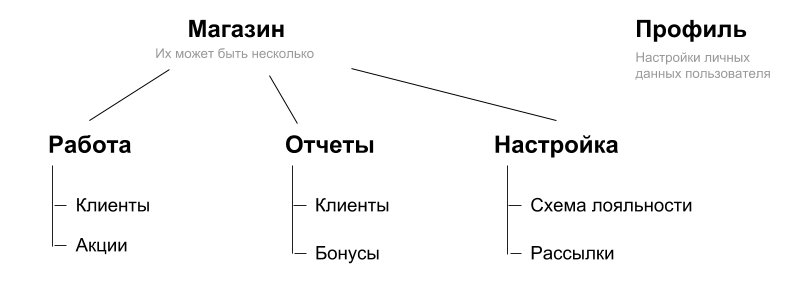 Магазин
Их может быть несколько
Профиль
Настройки личных
данных пользователя
Работа
Клиенты
Акции
Отчеты
Клиенты
Бонусы
Настройка
Схема лояльности
Рассылки